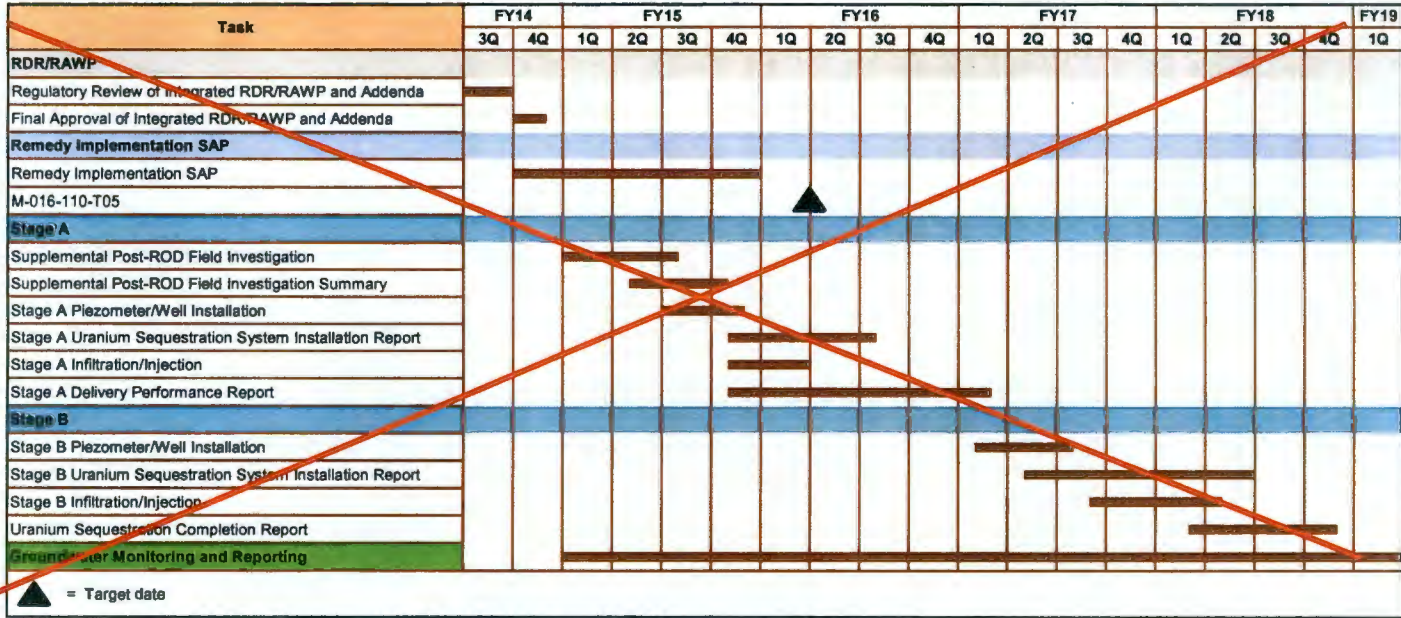 Task FY14 FY15 FY16 FY17 FY18 FY19
3Q 4Q 1Q 2Q 3Q 4Q 1Q 2Q 3Q 4Q 1Q 2Q 3Q 4Q 1Q 2Q 3Q 4Q 1Q
RDR/RAWP
Regulatory Review of Integrated RDR/RAWP and Addenda
Final Approval of Integrated RDR/RAWP and Addenda
Remedy Implementation SAP
Remedy Implementation SAP
M-016-110-T05
Stage A
Supplemental Post-ROD Field Investigation
Supplemental Post-ROD Field Investigation Summary
Stage A Piezometer/Well Installation
Stage A Uranium Sequestration System Installation Report
Stage A Infiltration/Injection
Stage A Delivery Performance Report
Stage B
Stage B Piezometer/Well Installation
Stage B Uranium Sequestration System Installation Report
Stage B Infiltration/Injection
Uranium Sequestration Completion Report
Groundwater Monitoring and Reporting
= Target date